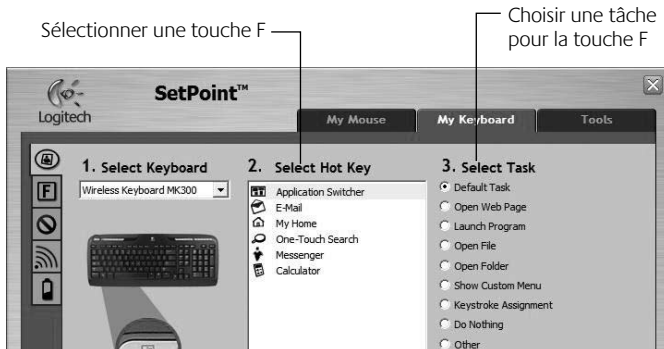 Sélectionner une touche F
Choisir une tâche
pour la touche F
Logitech
SetPoint™
My Mouse
My Keyboard
Tools
1. Select Keyboard
Wireless Keyboard MK300
2. Select Hot Key
Application Switcher
E-Mail
My Home
One-Touch Search
Messenger
Calculator
3. Select Task
Default Task
Open Web Page
Launch Program
Open File
Open Folder
Show Custom Menu
Keystroke Assignment
Do Nothing
Other